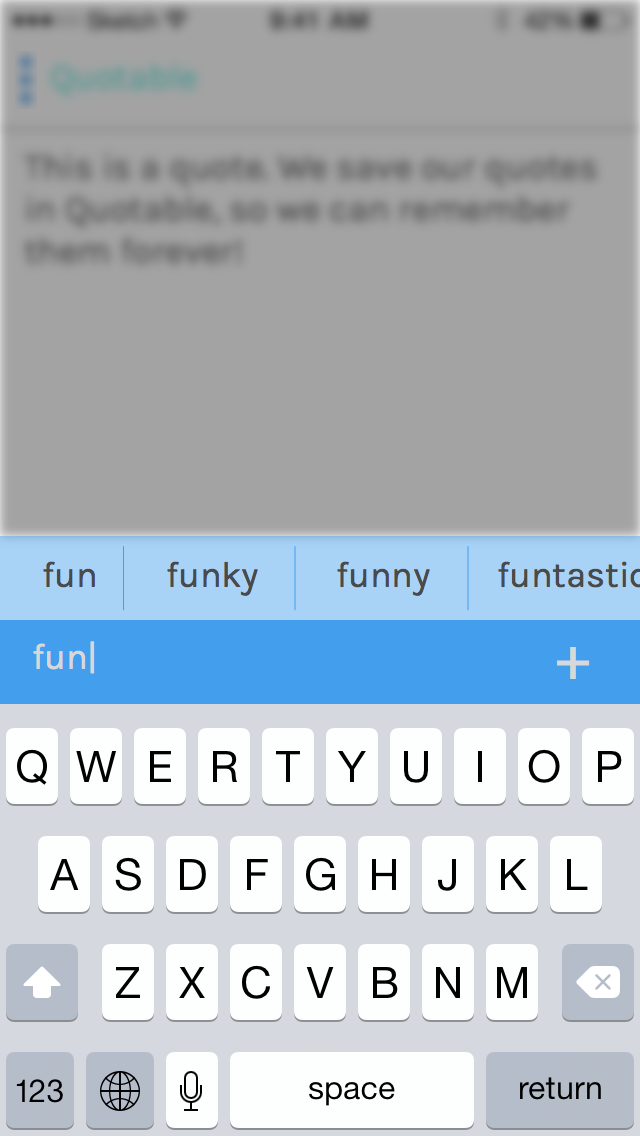 Sketch 9:41 AM 42%
Quotable
This is a quote. We save our quotes
in Quotable, so we can remember
them forever!
fun funky funny funtastic
fun
Q W E R T Y U I O P
A S D F G H J K L
Z X C V B N M
123 space return